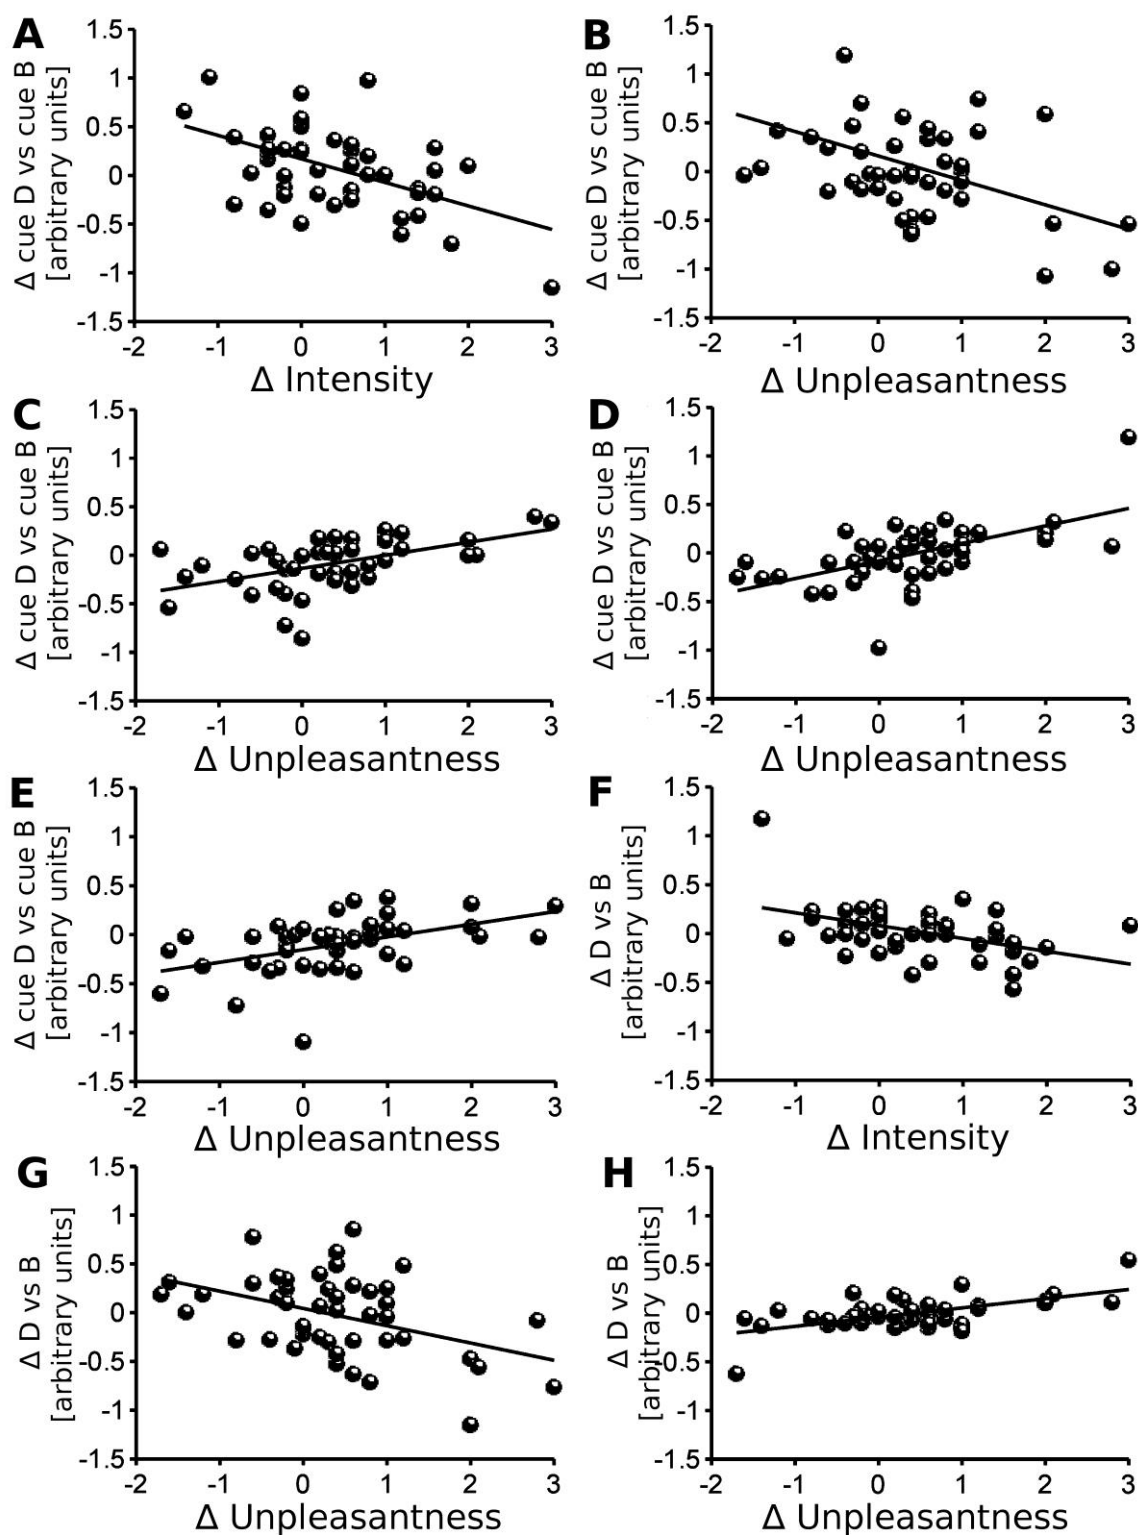 A
Δ cue D vs cue B
[arbitrary units]
1.5
1
0.5
0
-0.5
-1
-1.5
-2 -1 0 1 2 3
Δ Intensity
B
Δ cue D vs cue B
[arbitrary units]
1.5
1
0.5
0
-0.5
-1
-1.5
-2 -1 0 1 2 3
Δ Unpleasantness
C
Δ cue D vs cue B
[arbitrary units]
1.5
1
0.5
0
-0.5
-1
-1.5
-2 -1 0 1 2 3
Δ Unpleasantness
D
Δ cue D vs cue B
[arbitrary units]
1.5
1
0.5
0
-0.5
-1
-1.5
-2 -1 0 1 2 3
Δ Unpleasantness
E
Δ cue D vs cue B
[arbitrary units]
1.5
1
0.5
0
-0.5
-1
-1.5
-2 -1 0 1 2 3
Δ Unpleasantness
F
Δ D vs B
[arbitrary units]
1.5
1
0.5
0
-0.5
-1
-1.5
-2 -1 0 1 2 3
Δ Intensity
G
Δ D vs B
[arbitrary units]
1.5
1
0.5
0
-0.5
-1
-1.5
-2 -1 0 1 2 3
Δ Unpleasantness
H
Δ D vs B
[arbitrary units]
1.5
1
0.5
0
-0.5
-1
-1.5
-2 -1 0 1 2 3
Δ Unpleasantness